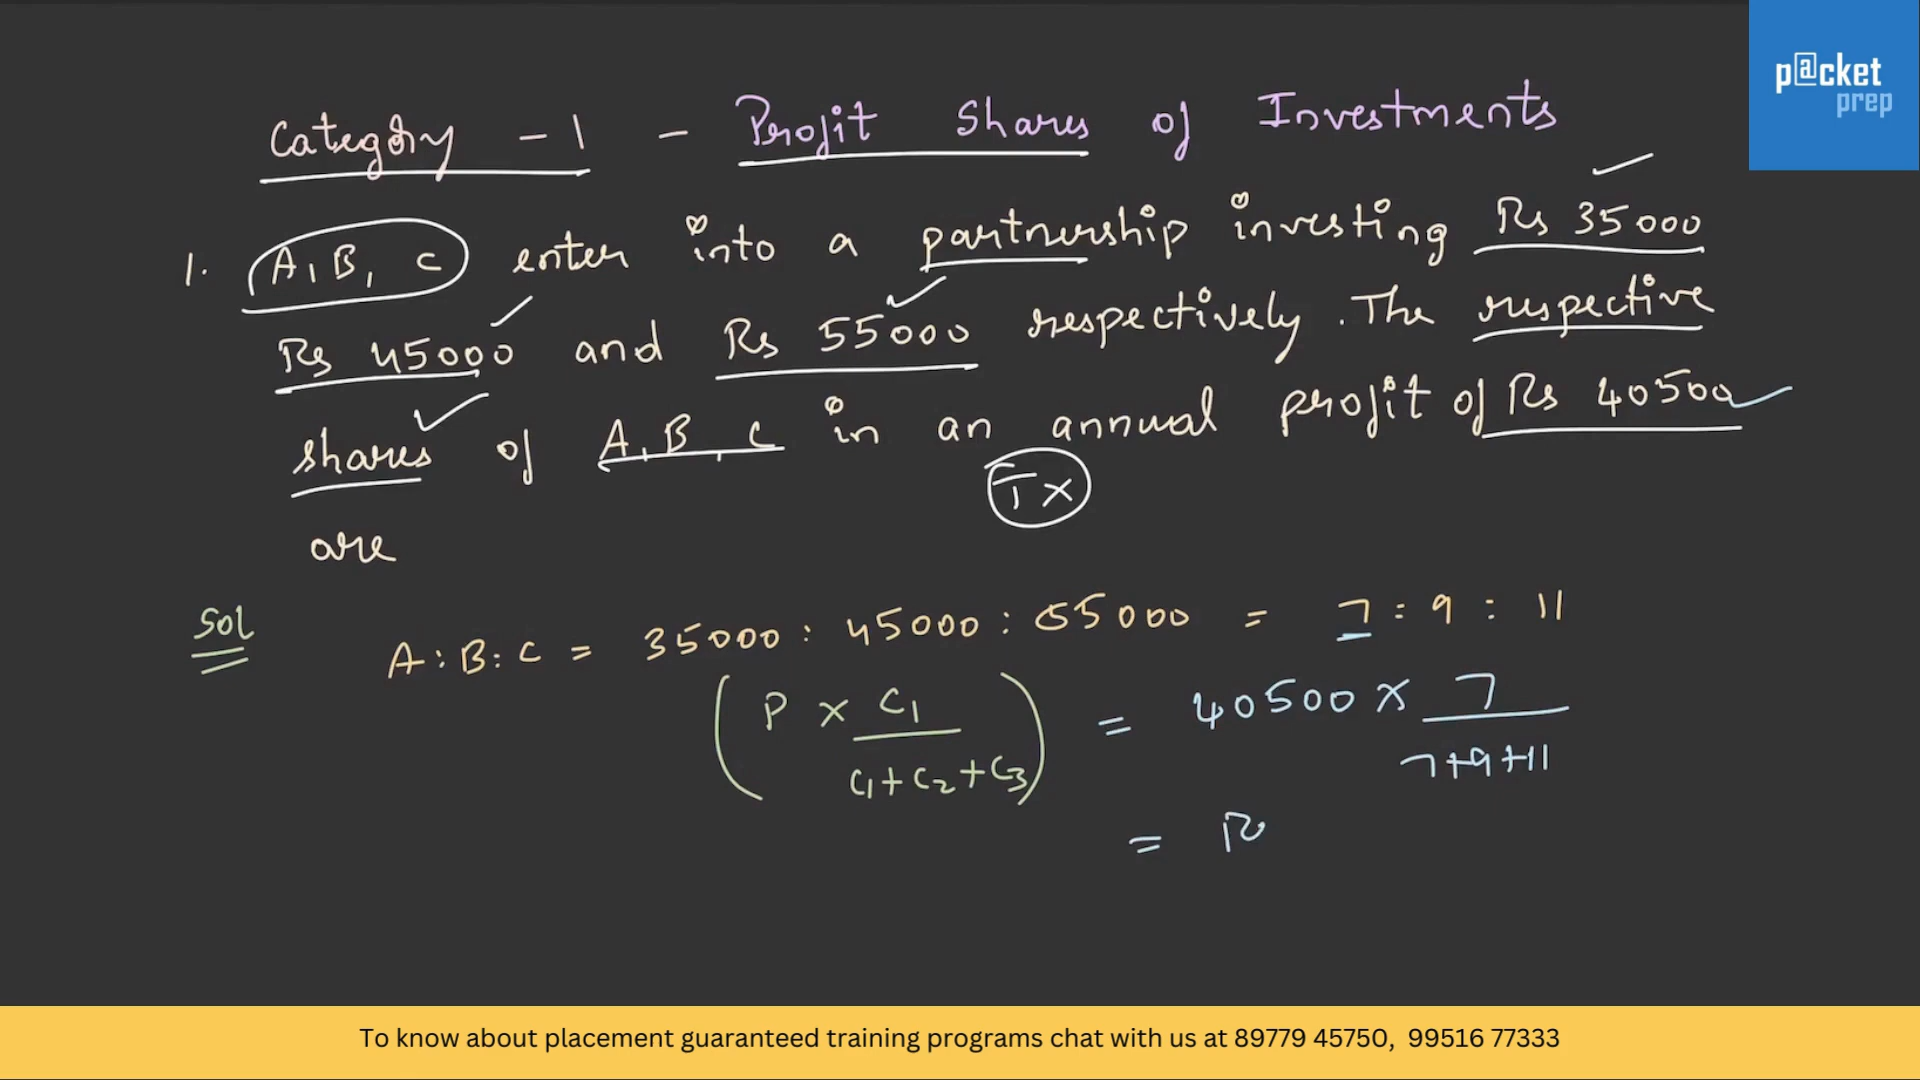 p@cket
prep
Category - 1 - Profit Shares of Investments
1. A, B, C enter into a partnership investing Rs 35000
Rs 45000 and Rs 55000 respectively. The respective
shares of A, B, C in an annual profit of Rs 40500
T x
are
Sol
A : B : C = 35000 : 45000 : 55000 = 7 : 9 : 11
( P x C1 / C1 + C2 + C3 ) = 40500 x 7 / 7+9+11
=
To know about placement guaranteed training programs chat with us at 89779 45750, 99516 77333